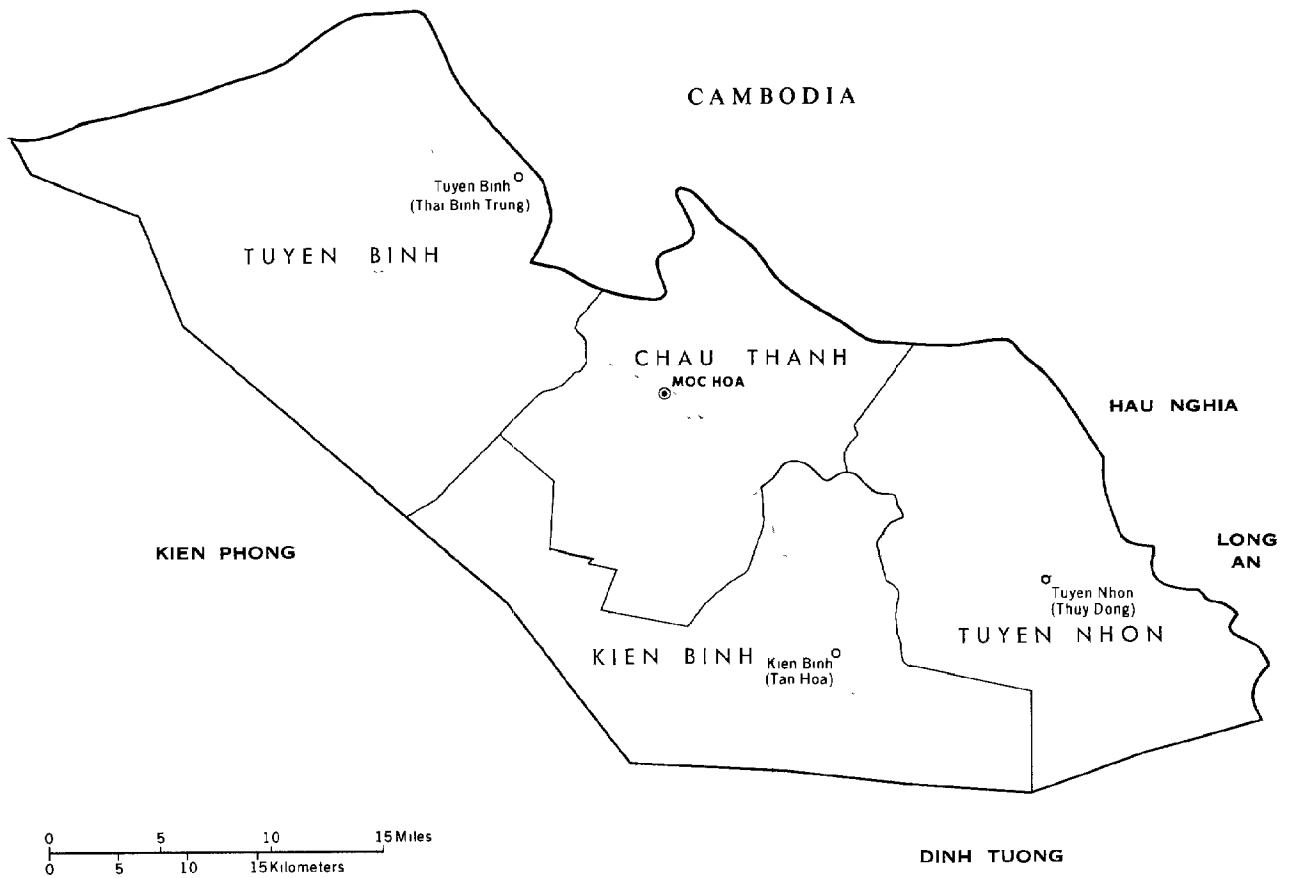 CAMBODIA
Tuyen Binh
(Thai Binh Trung)
TUYEN BINH
CHAU THANH
MOC HOA
HAU NGHIA
KIEN PHONG
LONG
AN
Tuyen Nhon
(Thuy Dong)
TUYEN NHON
KIEN BINH
Kien Binh
(Tan Hoa)
0 5 10 15 Miles
0 5 10 15 Kilometers
DINH TUONG